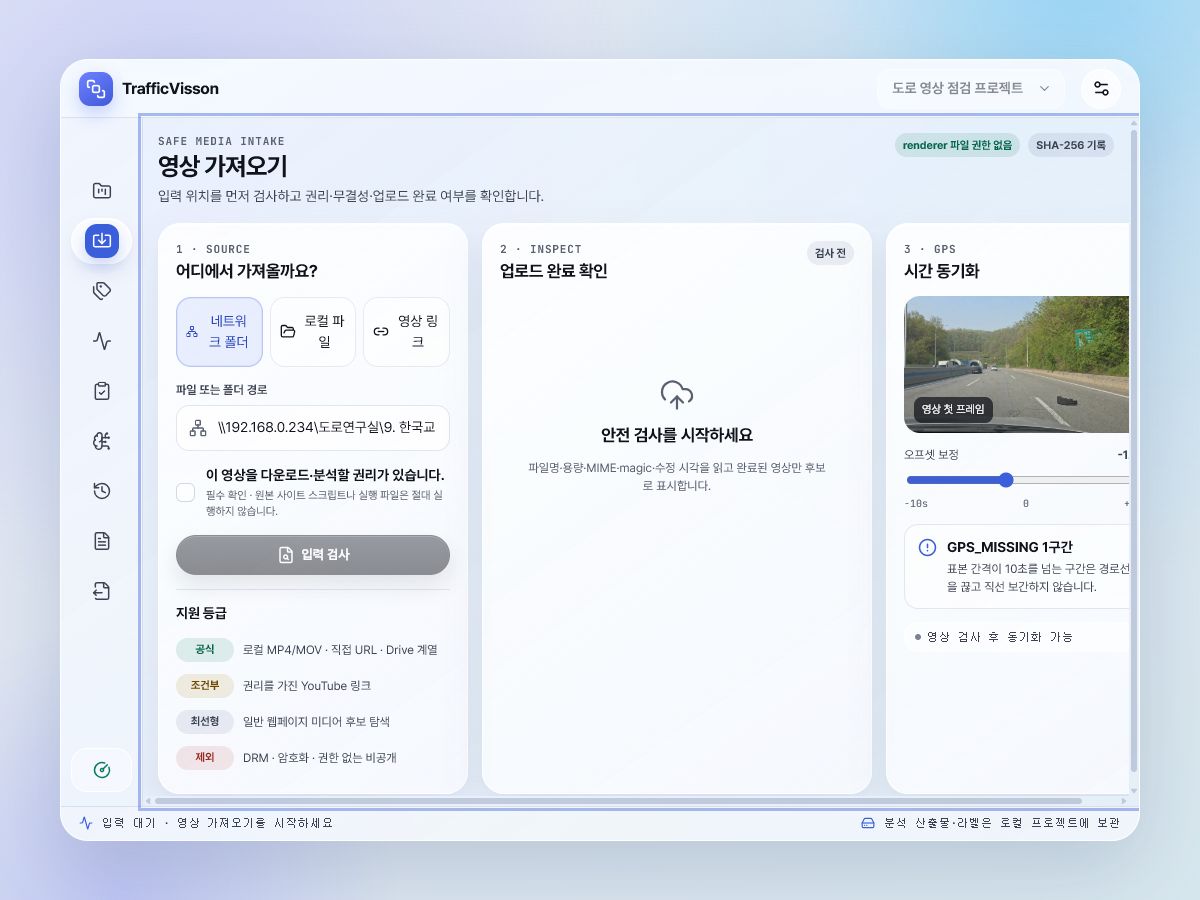 TrafficVisson
도로 영상 점검 프로젝트
SAFE MEDIA INTAKE
영상 가져오기
입력 위치를 먼저 검사하고 권리·무결성·업로드 완료 여부를 확인합니다.
renderer 파일 권한 없음
SHA-256 기록
1 · SOURCE
어디에서 가져올까요?
네트워
크 폴더
로컬 파
일
영상 링
크
파일 또는 폴더 경로
\\192.168.0.234\도로연구실\9. 한국교
이 영상을 다운로드·분석할 권리가 있습니다.
필수 확인 · 원본 사이트 스크립트나 실행 파일은 절대 실
행하지 않습니다.
입력 검사
지원 등급
공식
로컬 MP4/MOV · 직접 URL · Drive 계열
조건부
권리를 가진 YouTube 링크
최선형
일반 웹페이지 미디어 후보 탐색
제외
DRM · 암호화 · 권한 없는 비공개
2 · INSPECT
업로드 완료 확인
검사 전
안전 검사를 시작하세요
파일명·용량·MIME·magic·수정 시각을 읽고 완료된 영상만 후보
로 표시합니다.
3 · GPS
시간 동기화
영상 첫 프레임
오프셋 보정
-1
-10s
0
+
GPS_MISSING 1구간
표본 간격이 10초를 넘는 구간은 경로선
을 끊고 직선 보간하지 않습니다.
영상 검사 후 동기화 가능
입력 대기 · 영상 가져오기을 시작하세요
분석 산출물·라벨은 로컬 프로젝트에 보관